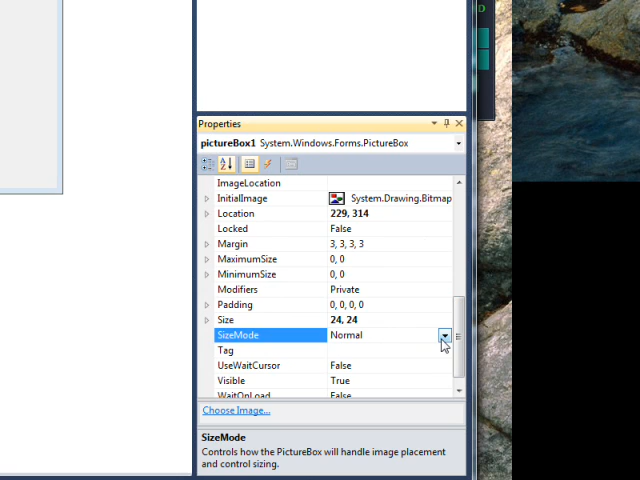 D
Properties
pictureBox1 System.Windows.Forms.PictureBox
ImageLocation
InitialImage System.Drawing.Bitmap
Location 229, 314
Locked False
Margin 3, 3, 3, 3
MaximumSize 0, 0
MinimumSize 0, 0
Modifiers Private
Padding 0, 0, 0, 0
Size 24, 24
SizeMode Normal
Tag
UseWaitCursor False
Visible True
WaitOnLoad False
Choose Image...
SizeMode
Controls how the PictureBox will handle image placement
and control sizing.